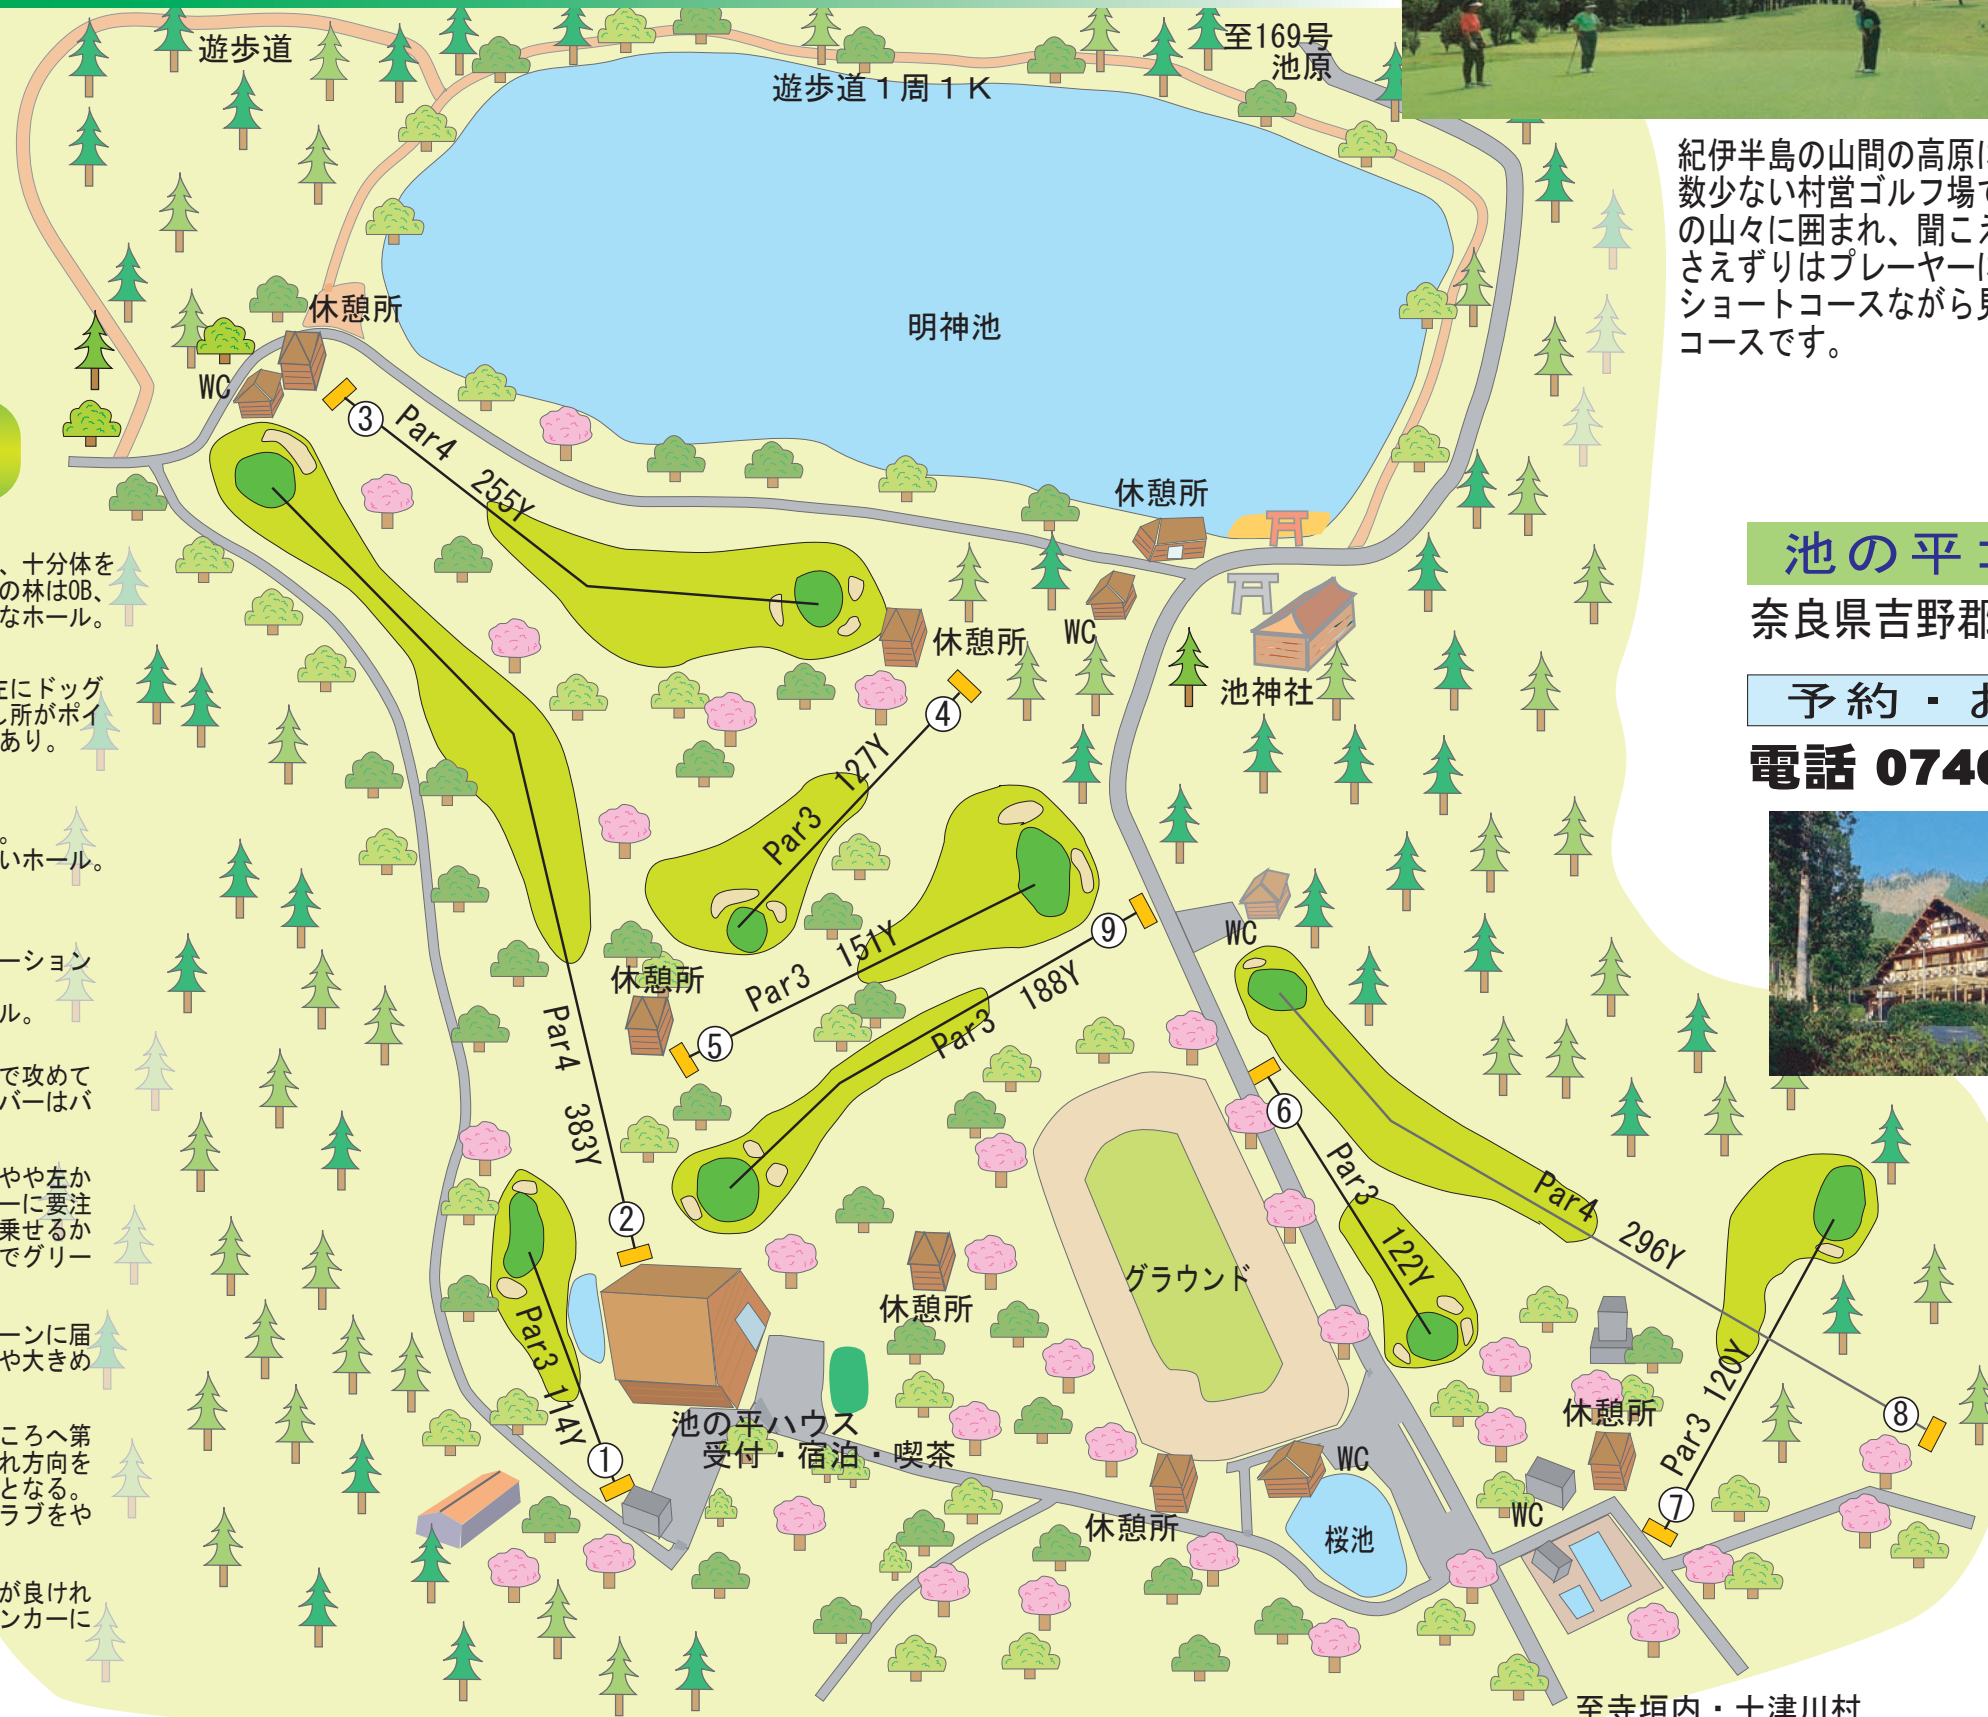 遊歩道
遊歩道１周１Ｋ
至169号
池原
休憩所
明神池
WC
3
Par4
255Y
休憩所
池神社
WC
休憩所
4
127Y
Par3
休憩所
Par3
151Y
5
9
188Y
Par3
WC
Par4
383Y
2
Par3
114Y
1
池の平ハウス
受付・宿泊・喫茶
休憩所
グラウンド
6
Par3
122Y
Par4
296Y
8
休憩所
120Y
Par3
7
WC
WC
休憩所
桜池
至寺垣内・十津川村
、十分体を
の林はOB、
なホール。
左にドッグ
し所がポイ
あり。
。
いホール。
ーション
ル。
で攻めて
バーはバ
やや左か
ーに要注
乗せるか
でグリー
ーンに届
や大きめ
ころへ第
れ方向を
となる。
ラブをや
が良けれ
ンカーに
紀伊半島の山間の高原に
数少ない村営ゴルフ場で
の山々に囲まれ、聞こえ
さえずりはプレーヤーに
ショートコースながら見
コースです。
池の平ゴ
奈良県吉野郡
予約・お
電話 0746